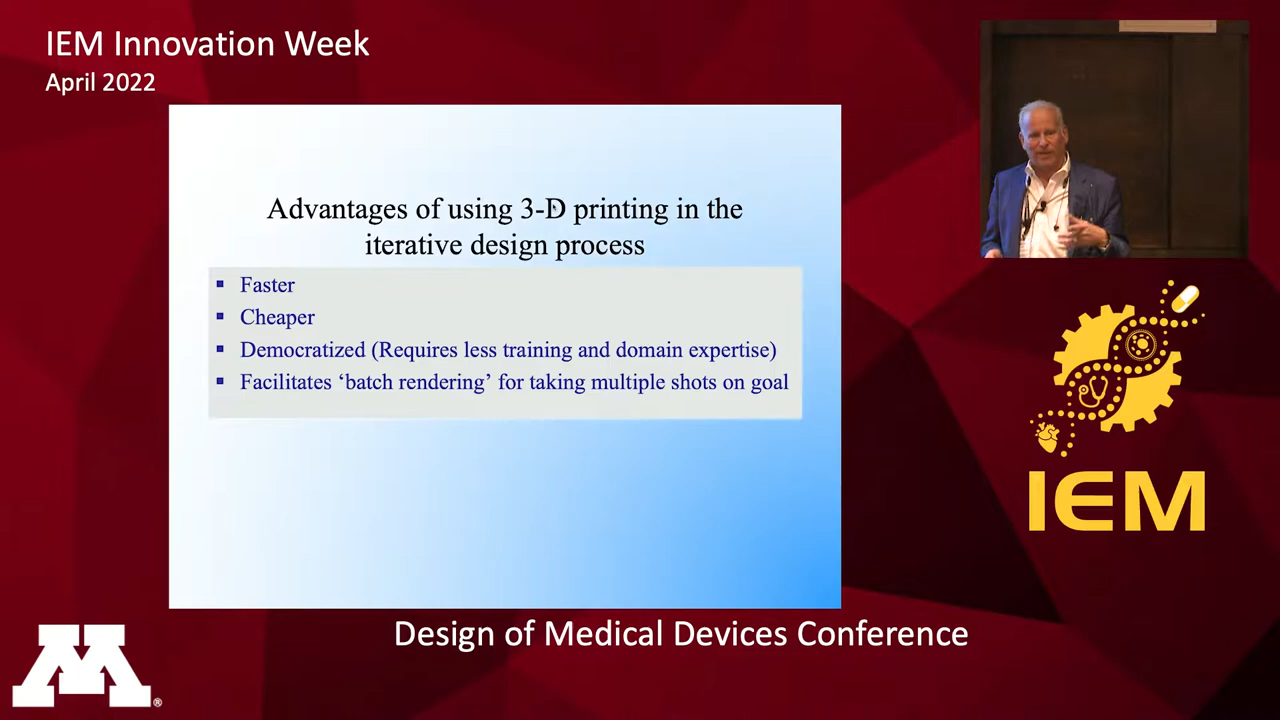 IEM Innovation Week
April 2022
Advantages of using 3-D printing in the
iterative design process
▪ Faster
▪ Cheaper
▪ Democratized (Requires less training and domain expertise)
▪ Facilitates ‘batch rendering’ for taking multiple shots on goal
IEM
Design of Medical Devices Conference
M®